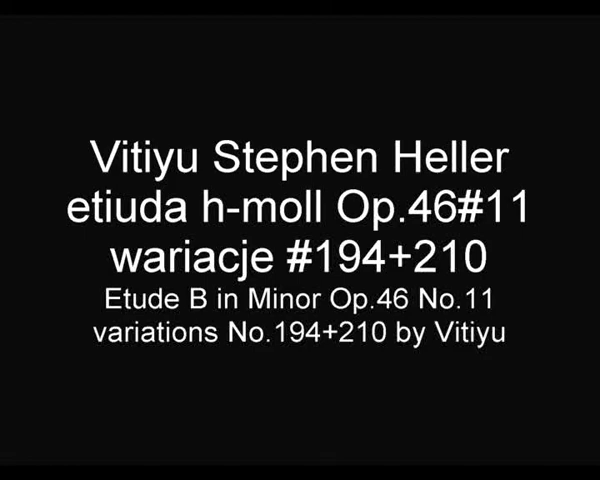 Vitiyu Stephen Heller
etiuda h-moll Op.46#11
wariacje #194+210
Etude B in Minor Op.46 No.11
variations No.194+210 by Vitiyu